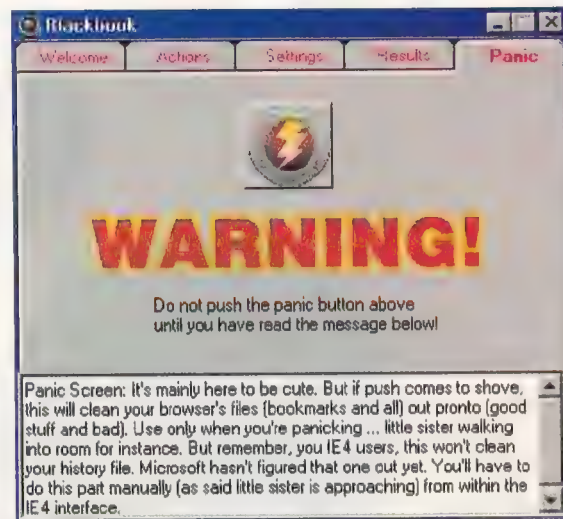 Blackbook
Welcome Actions Settings Results Panic
WARNING!
Do not push the panic button above
until you have read the message below!
Panic Screen: It's mainly here to be cute. But if push comes to shove,
this will clean your browser's files (bookmarks and all) out pronto (good
stuff and bad). Use only when you're panicking ... little sister walking
into room for instance. But remember, you IE4 users, this won't clean
your history file. Microsoft hasn't figured that one out yet. You'll have to
do this part manually (as said little sister is approaching) from within the
IE4 interface.